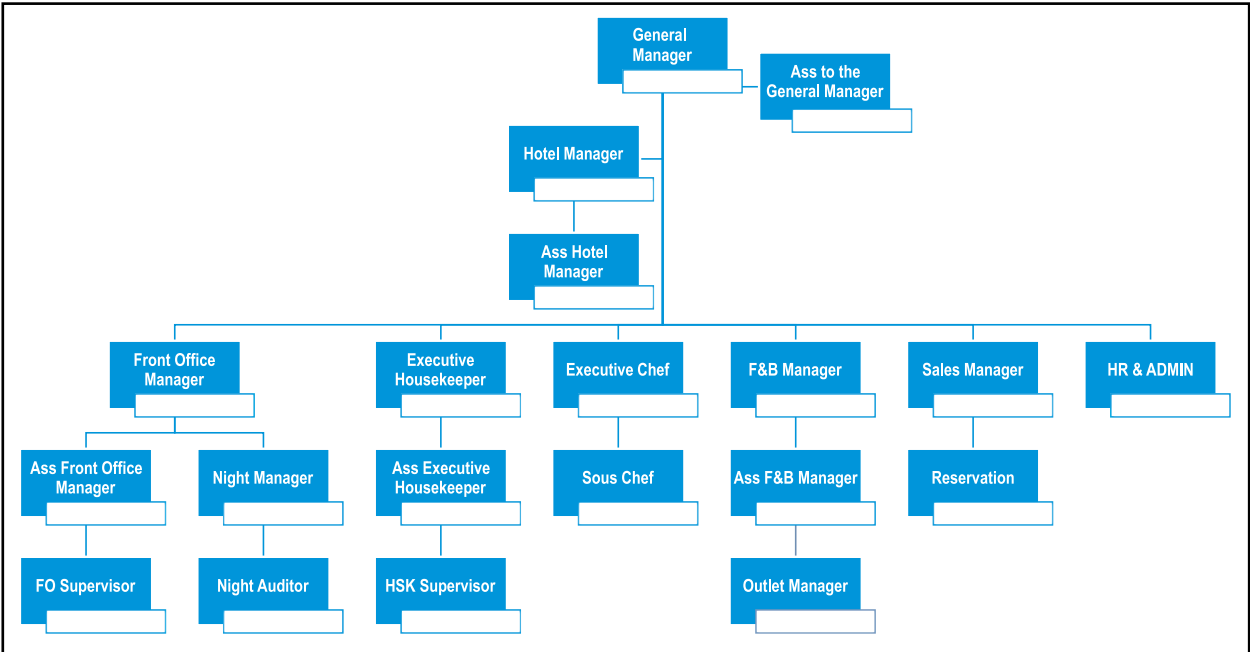 General
Manager
Ass to the
General Manager
Hotel Manager
Ass Hotel
Manager
Front Office
Manager
Executive
Housekeeper
Executive Chef
F&B Manager
Sales Manager
HR & ADMIN
Ass Front Office
Manager
Night Manager
Ass Executive
Housekeeper
Sous Chef
Ass F&B Manager
Reservation
FO Supervisor
Night Auditor
HSK Supervisor
Outlet Manager